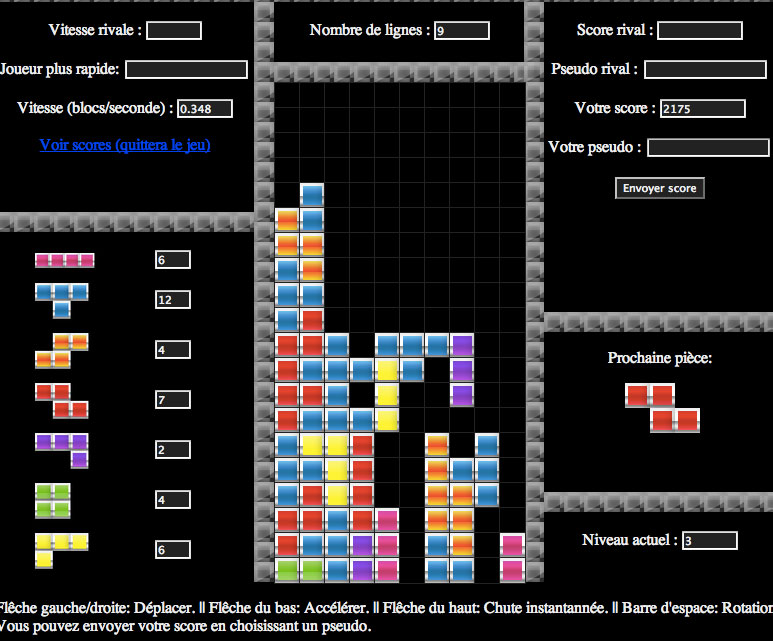 Vitesse rivale :
Joueur plus rapide:
Vitesse (blocs/seconde) : 0.348
Voir scores (quittera le jeu)
6
12
4
7
2
4
6
Nombre de lignes : 9
Score rival :
Pseudo rival :
Votre score : 2175
Votre pseudo :
Envoyer score
Prochaine pièce:
Niveau actuel : 3
Flêche gauche/droite: Déplacer. || Flêche du bas: Accélérer. || Flêche du haut: Chute instantannée. || Barre d'espace: Rotation
Vous pouvez envoyer votre score en choisissant un pseudo.